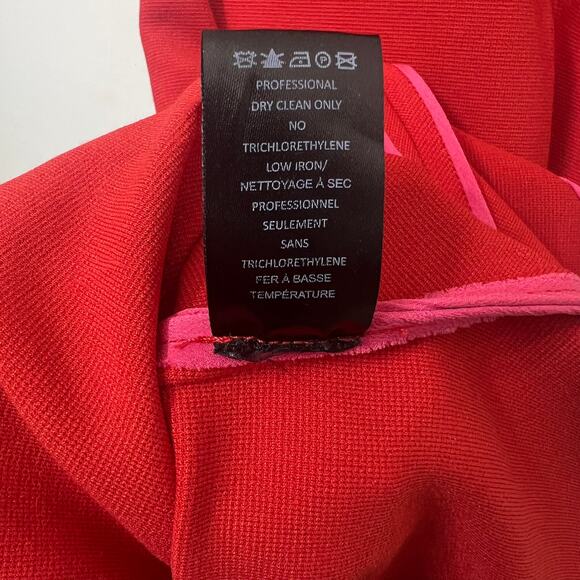 PROFESSIONAL
DRY CLEAN ONLY
NO
TRICHLORETHYLENE
LOW IRON/
NETTOYAGE À SEC
PROFESSIONNEL
SEULEMENT
SANS
TRICHLORETHYLENE
FER À BASSE
TEMPÉRATURE